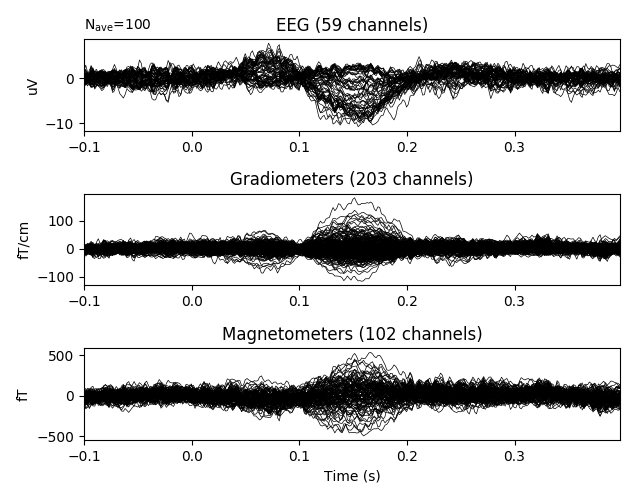 N_ave=100
EEG (59 channels)
uV
0
−10
−0.1 0.0 0.1 0.2 0.3
Gradiometers (203 channels)
fT/cm
100
0
−100
−0.1 0.0 0.1 0.2 0.3
Magnetometers (102 channels)
fT
500
0
−500
−0.1 0.0 0.1 0.2 0.3
Time (s)